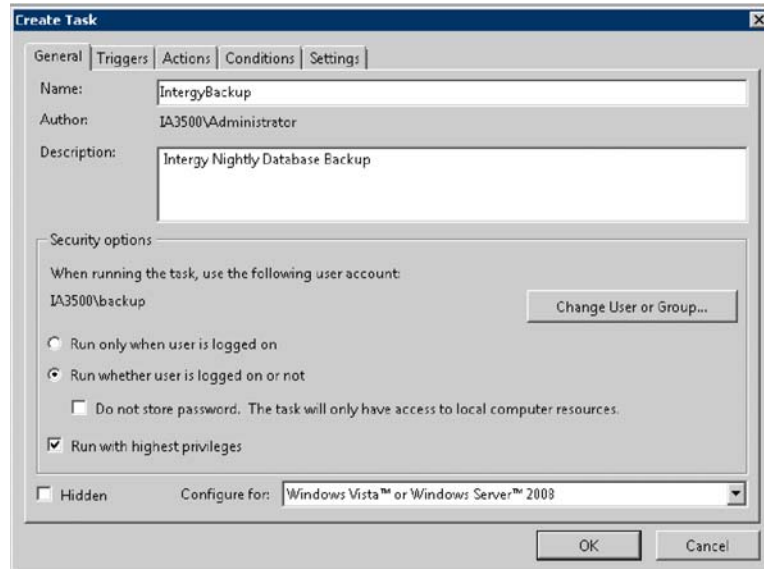 Create Task
General Triggers Actions Conditions Settings
Name: IntergyBackup
Author: IA3500\Administrator
Description: Intergy Nightly Database Backup
Security options
When running the task, use the following user account:
IA3500\backup
Change User or Group...
Run only when user is logged on
Run whether user is logged on or not
Do not store password. The task will only have access to local computer resources.
Run with highest privileges
Hidden Configure for: Windows Vista™ or Windows Server™ 2008
OK Cancel